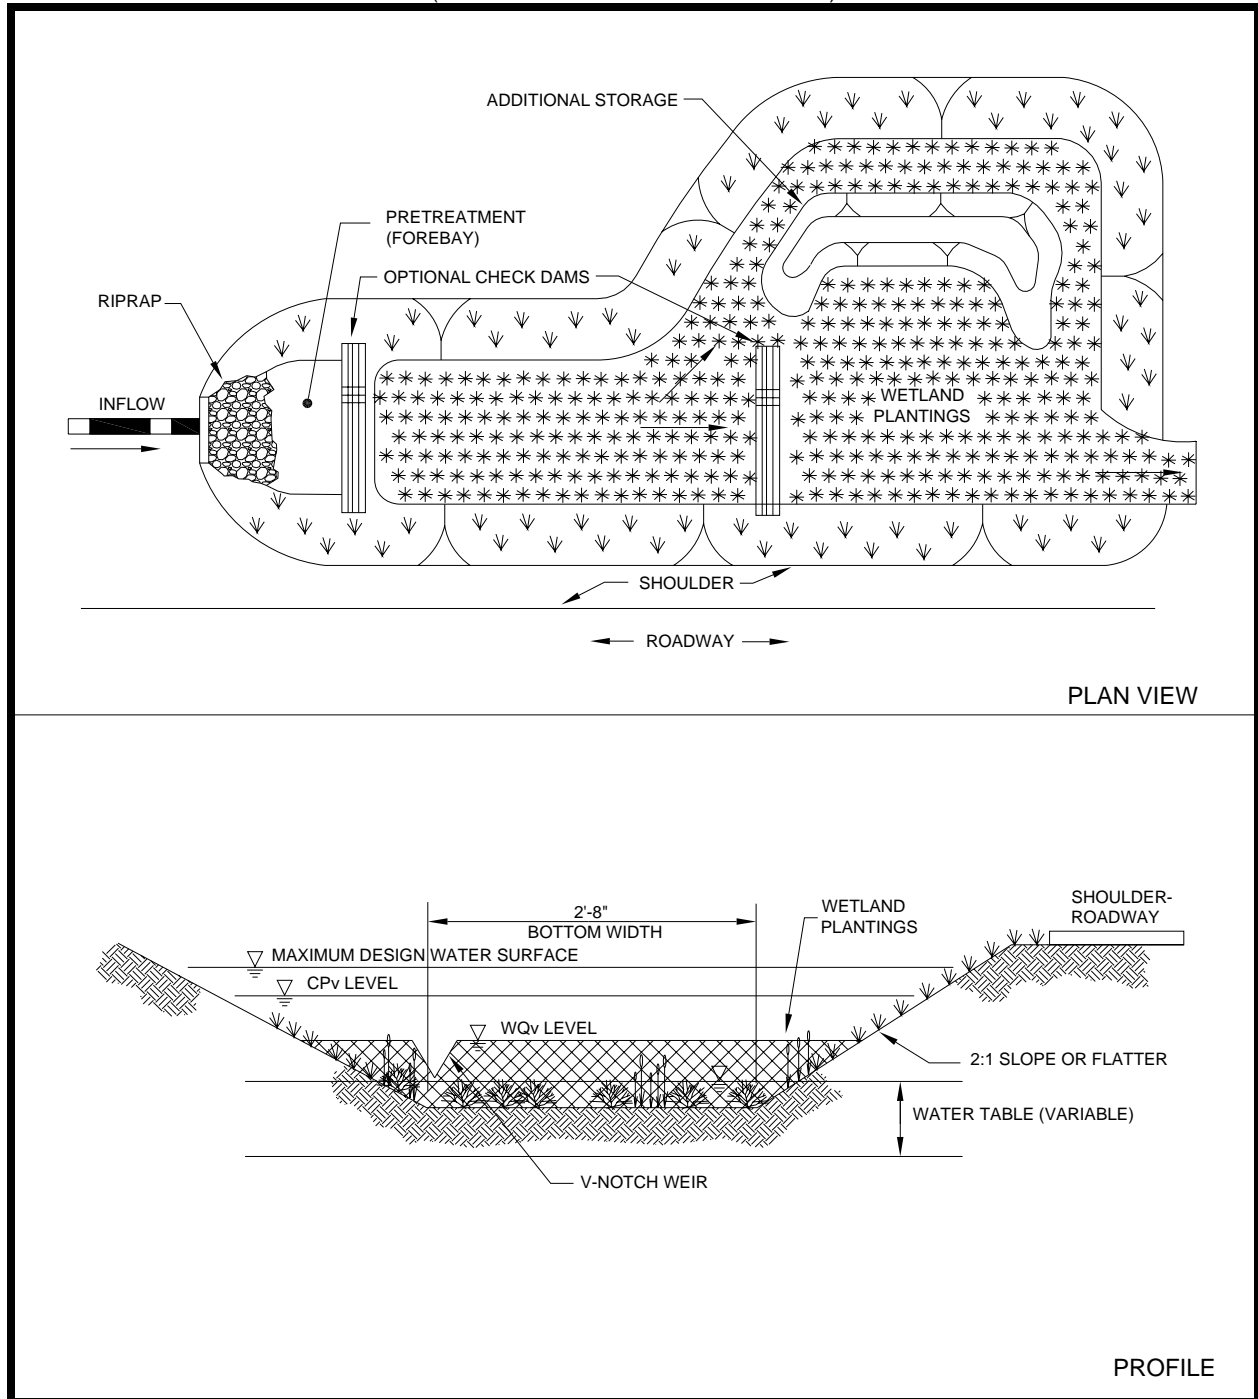 ADDITIONAL STORAGE
PRETREATMENT
(FOREBAY)
OPTIONAL CHECK DAMS
RIPRAP
INFLOW
WETLAND
PLANTINGS
SHOULDER
ROADWAY
PLAN VIEW
2'-8"
BOTTOM WIDTH
WETLAND
PLANTINGS
SHOULDER-
ROADWAY
MAXIMUM DESIGN WATER SURFACE
CPv LEVEL
WQv LEVEL
2:1 SLOPE OR FLATTER
WATER TABLE (VARIABLE)
V-NOTCH WEIR
PROFILE